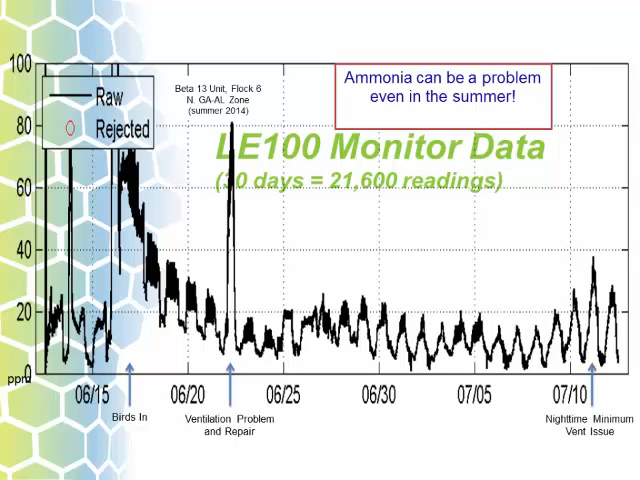 100
80
60
40
20
0
ppm
Raw
Rejected
Beta 13 Unit, Flock 6
N. GA-AL Zone
(summer 2014)
Ammonia can be a problem
even in the summer!
LE100 Monitor Data
(30 days = 21,600 readings)
06/15
06/20
06/25
06/30
07/05
07/10
Birds In
Ventilation Problem
and Repair
Nighttime Minimum
Vent Issue